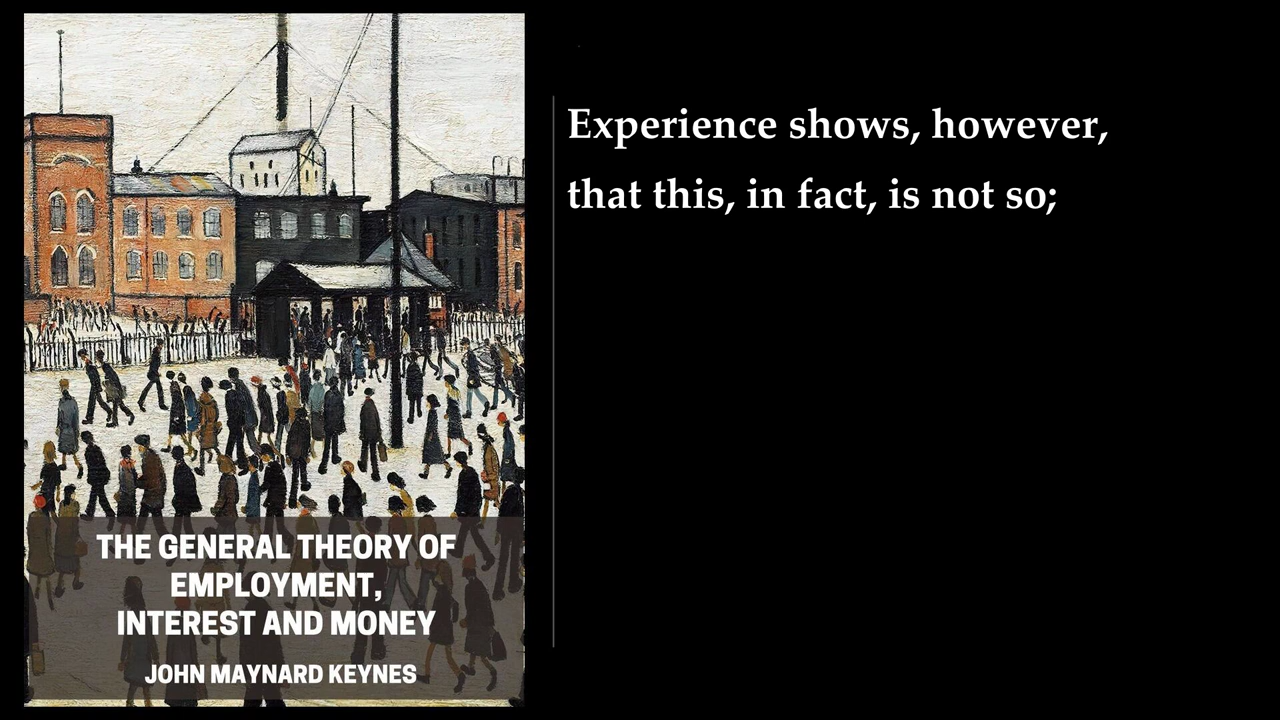 Experience shows, however,
that this, in fact, is not so;
THE GENERAL THEORY OF
EMPLOYMENT,
INTEREST AND MONEY
JOHN MAYNARD KEYNES